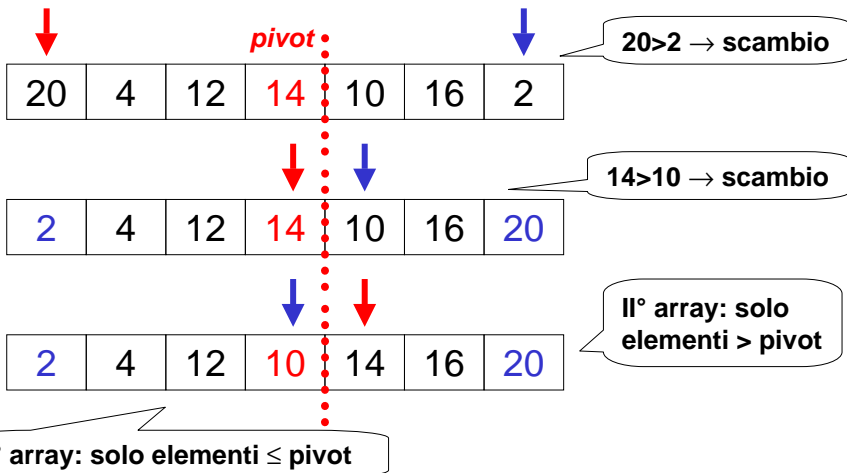 pivot
20>2 → scambio
20 4 12 14 10 16 2
14>10 → scambio
2 4 12 14 10 16 20
II° array: solo
elementi > pivot
2 4 12 10 14 16 20
° array: solo elementi ≤ pivot